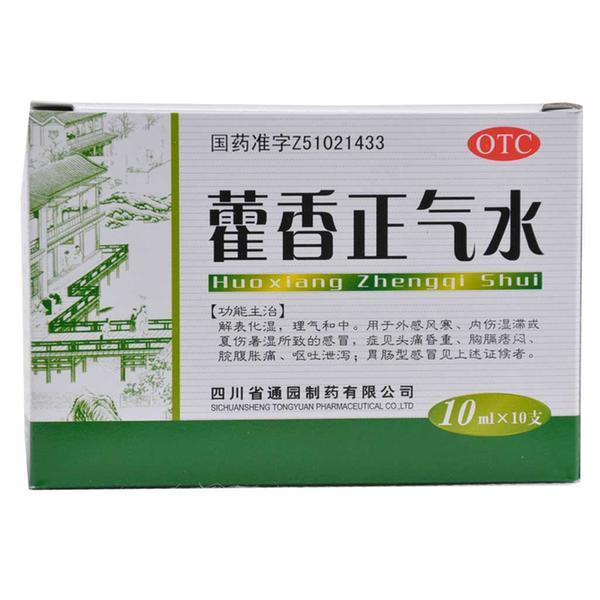 国药准字Z51021433
OTC
藿香正气水
Huoxiang Zhengqi Shui
【功能主治】
解表化湿，理气和中。用于外感风寒、内伤湿滞或
夏伤暑湿所致的感冒，症见头痛昏重、胸膈痞闷、
脘腹胀痛、呕吐泄泻；胃肠型感冒见上述证候者。
四川省通园制药有限公司
SICHUANSHENG TONGYUAN PHARMACEUTICAL CO.,LTD
10ml×10支